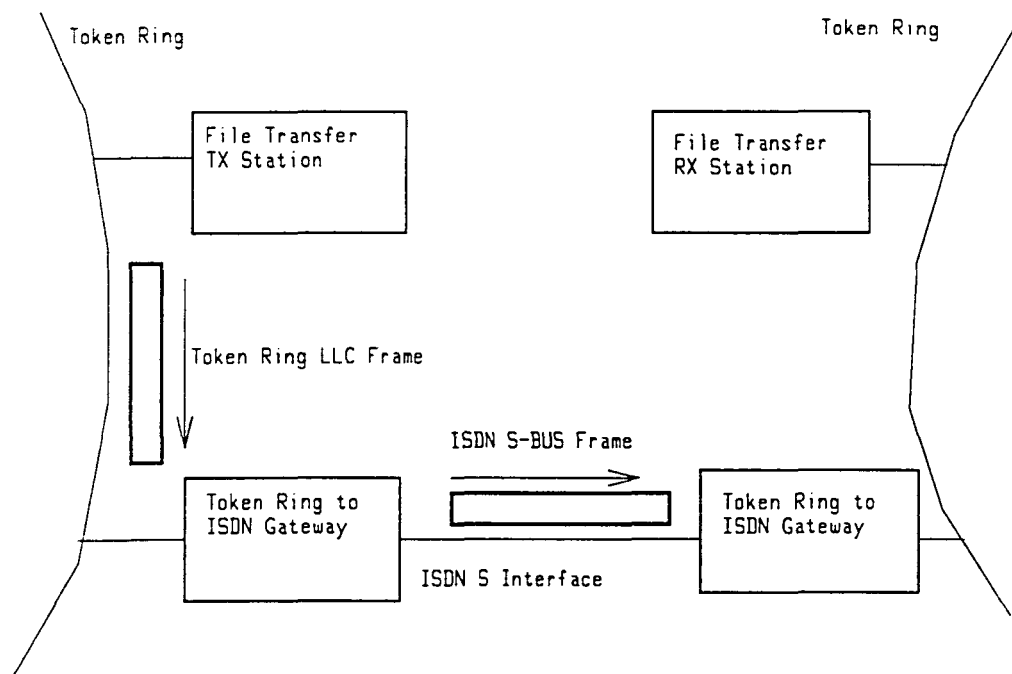 Token Ring
Token Ring
File Transfer
TX Station
File Transfer
RX Station
Token Ring LLC Frame
ISDN S-BUS Frame
Token Ring to
ISDN Gateway
Token Ring to
ISDN Gateway
ISDN S Interface